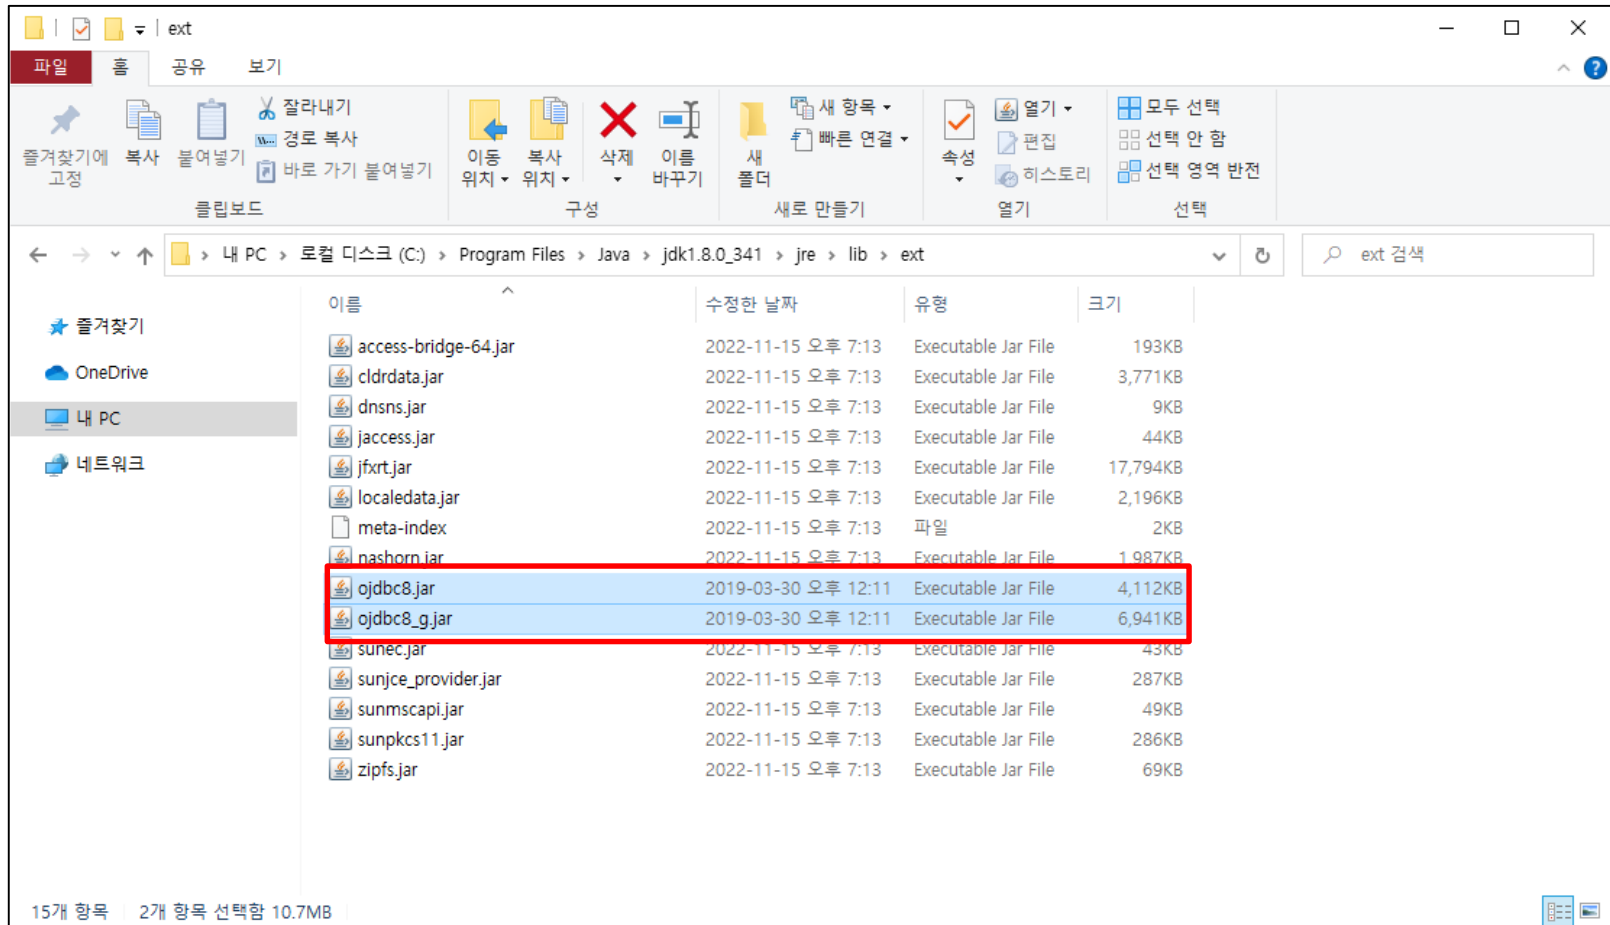 ext
파일 홈 공유 보기
즐겨찾기에 고정
복사
붙여넣기
잘라내기
경로 복사
바로 가기 붙여넣기
클립보드
이동 위치
복사 위치
삭제
이름 바꾸기
구성
새 폴더
새 항목
빠른 연결
새로 만들기
속성
열기
편집
히스토리
열기
모두 선택
선택 안 함
선택 영역 반전
선택
내 PC > 로컬 디스크 (C:) > Program Files > Java > jdk1.8.0_341 > jre > lib > ext
ext 검색
즐겨찾기
OneDrive
내 PC
네트워크
이름 수정한 날짜 유형 크기
access-bridge-64.jar 2022-11-15 오후 7:13 Executable Jar File 193KB
cldrdata.jar 2022-11-15 오후 7:13 Executable Jar File 3,771KB
dnsns.jar 2022-11-15 오후 7:13 Executable Jar File 9KB
jaccess.jar 2022-11-15 오후 7:13 Executable Jar File 44KB
jfxrt.jar 2022-11-15 오후 7:13 Executable Jar File 17,794KB
localedata.jar 2022-11-15 오후 7:13 Executable Jar File 2,196KB
meta-index 2022-11-15 오후 7:13 파일 2KB
nashorn.jar 2022-11-15 오후 7:13 Executable Jar File 1,987KB
ojdbc8.jar 2019-03-30 오후 12:11 Executable Jar File 4,112KB
ojdbc8_g.jar 2019-03-30 오후 12:11 Executable Jar File 6,941KB
sunec.jar 2022-11-15 오후 7:13 Executable Jar File 43KB
sunjce_provider.jar 2022-11-15 오후 7:13 Executable Jar File 287KB
sunmscapi.jar 2022-11-15 오후 7:13 Executable Jar File 49KB
sunpkcs11.jar 2022-11-15 오후 7:13 Executable Jar File 286KB
zipfs.jar 2022-11-15 오후 7:13 Executable Jar File 69KB
15개 항목 2개 항목 선택함 10.7MB